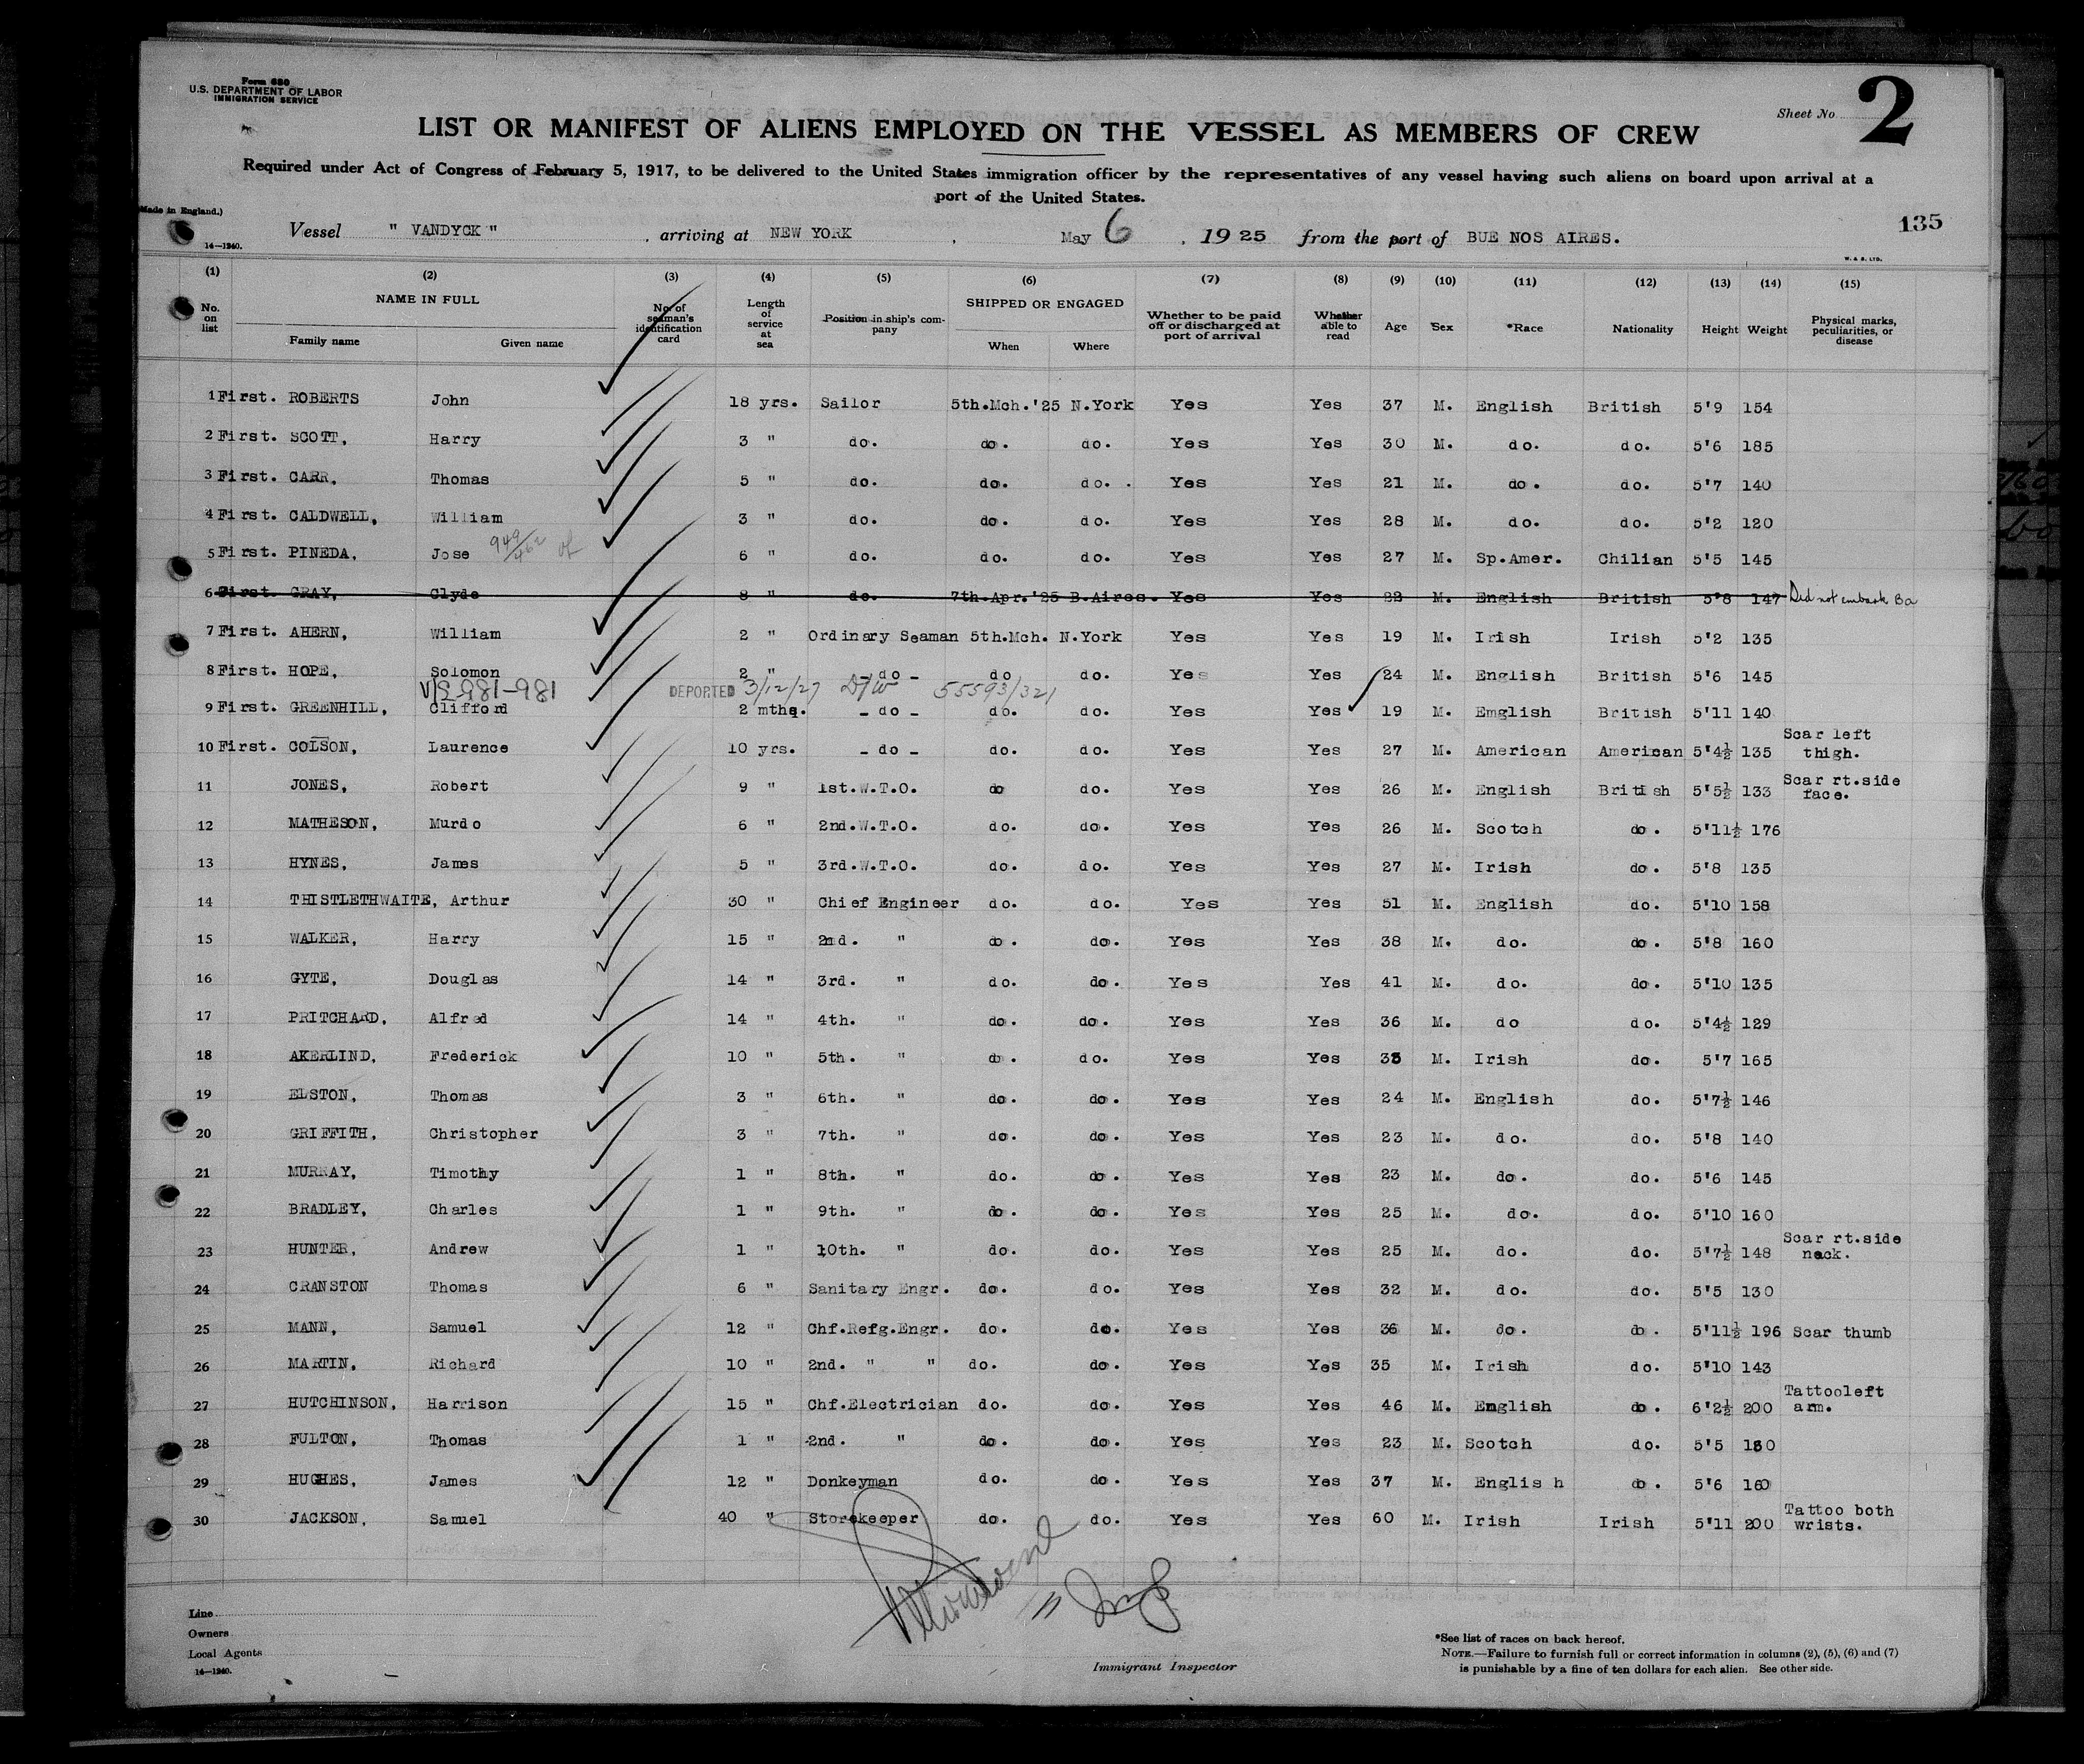 Form 680
U.S. DEPARTMENT OF LABOR
IMMIGRATION SERVICE
Sheet No. 2
LIST OR MANIFEST OF ALIENS EMPLOYED ON THE VESSEL AS MEMBERS OF CREW
Required under Act of Congress of February 5, 1917, to be delivered to the United States immigration officer by the representatives of any vessel having such aliens on board upon arrival at a
port of the United States.
Made in England.)
135
14—1240.
Vessel " VANDYCK " , arriving at NEW YORK , May 6 , 1925 from the port of BUE NOS AIRES.
W. & S. LTD.
(1) (2) (3) (4) (5) (6) (7) (8) (9) (10) (11) (12) (13) (14) (15)
No. on list NAME IN FULL Family name Given name No. of seaman's identification card Length of service at sea Position in ship's company SHIPPED OR ENGAGED When Where Whether to be paid off or discharged at port of arrival Whether able to read Age Sex *Race Nationality Height Weight Physical marks, peculiarities, or disease
1 First. ROBERTS John 18 yrs. Sailor 5th.Mch.'25 N.York Yes Yes 37 M. English British 5'9 154
2 First. SCOTT, Harry 3 " do. do. do. Yes Yes 30 M. do. do. 5'6 185
3 First. CARR, Thomas 5 " do. do. do. . Yes Yes 21 M. do. do. 5'7 140
4 First. CALDWELL, William 3 " do. do. do. Yes Yes 28 M. do. do. 5'2 120
5 First. PINEDA, Jose 949/462 6 " do. do. do. Yes Yes 27 M. Sp.Amer. Chilian 5'5 145
6 First. GRAY, Clyde 8 " do. 7th.Apr.'25 B.Aires. Yes Yes 22 M. English British 5'8 147 Did not embark Ba
7 First. AHERN, William 2 " Ordinary Seaman 5th.Mch. N.York Yes Yes 19 M. Irish Irish 5'2 135
8 First. HOPE, Solomon 2 " - do - do do. Yes Yes 24 M. English British 5'6 145
V/S 981-981 DEPORTED 3/12/27 D/W 55593/321
9 First. GREENHILL, Clifford 2 mths. - do - do. do. Yes Yes 19 M. Emglish British 5'11 140
10 First. COLSON, Laurence 10 yrs. - do - do. do. Yes Yes 27 M. American American 5'4½ 135 Scar left thigh.
11 JONES, Robert 9 " 1st.W.T.O. do do. Yes Yes 26 M. English British 5'5½ 133 Scar rt.side face.
12 MATHESON, Murdo 6 " 2nd.W.T.O. do. do. Yes Yes 26 M. Scotch do. 5'11½ 176
13 HYNES, James 5 " 3rd.W.T.O. do. do. Yes Yes 27 M. Irish do. 5'8 135
14 THISTLETHWAITE, Arthur 30 " Chief Engineer do. do. Yes Yes 51 M. English do. 5'10 158
15 WALKER, Harry 15 " 2nd. " do. do. Yes Yes 38 M. do. do. 5'8 160
16 GYTE, Douglas 14 " 3rd. " do. do. Yes Yes 41 M. do. do. 5'10 135
17 PRITCHARD, Alfred 14 " 4th. " do. do. Yes Yes 36 M. do do. 5'4½ 129
18 AKERLIND, Frederick 10 " 5th. " do. do. Yes Yes M. Irish do. 5'7 165
19 ELSTON, Thomas 3 " 6th. " do. do. Yes Yes 24 M. English do. 5'7½ 146
20 GRIFFITH, Christopher 3 " 7th. " do. do. Yes Yes 23 M. do. do. 5'8 140
21 MURRAY, Timothy 1 " 8th. " do. do. Yes Yes 23 M. do. do. 5'6 145
22 BRADLEY, Charles 1 " 9th. " do. do. Yes Yes 25 M. do. do. 5'10 160
23 HUNTER, Andrew 1 " 10th. " do. do. Yes Yes 25 M. do. do. 5'7½ 148 Scar rt.side neck.
24 CRANSTON Thomas 6 " Sanitary Engr. do. do. Yes Yes 32 M. do. do. 5'5 130
25 MANN, Samuel 12 " Chf.Refg.Engr. do. do. Yes Yes 36 M. do. do. 5'11½ 196 Scar thumb
26 MARTIN, Richard 10 " 2nd. " " do. do. Yes Yes 35 M. Irish do. 5'10 143
27 HUTCHINSON, Harrison 15 " Chf.Electrician do. do. Yes Yes 46 M. English do. 6'2½ 200 Tattooleft arm.
28 FULTON, Thomas 1 " 2nd. " do. do. Yes Yes 23 M. Scotch do. 5'5
29 HUGHES, James 12 " Donkeyman do. do. Yes Yes 37 M. Englis h do. 5'6 160
30 JACKSON, Samuel 40 " Storekeeper do. do. Yes Yes 60 M. Irish Irish 5'11 200 Tattoo both wrists.
Line
Owners
Local Agents
14—1240.
Immigrant Inspector
*See list of races on back hereof.
NOTE.—Failure to furnish full or correct information in columns (2), (5), (6) and (7)
is punishable by a fine of ten dollars for each alien. See other side.